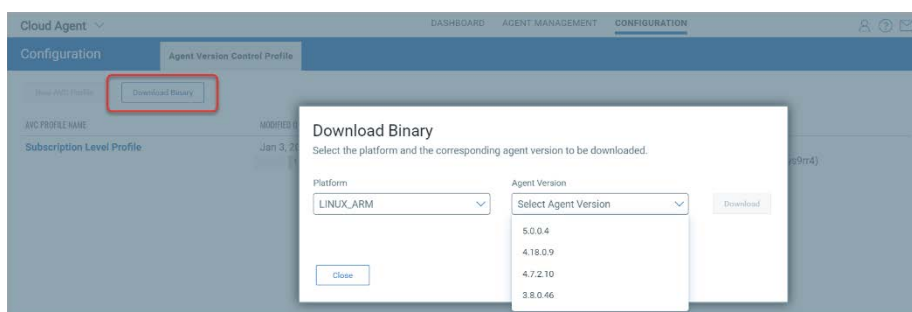 Cloud Agent
DASHBOARD AGENT MANAGEMENT CONFIGURATION
Configuration
Agent Version Control Profile
New AVC Profile
Download Binary
AVC PROFILE NAME
MODIFIED
Subscription Level Profile
Jan 3,
Download Binary
Select the platform and the corresponding agent version to be downloaded.
Platform
Agent Version
LINUX_ARM
Select Agent Version
Download
5.0.0.4
4.18.0.9
4.7.2.10
3.8.0.46
Close